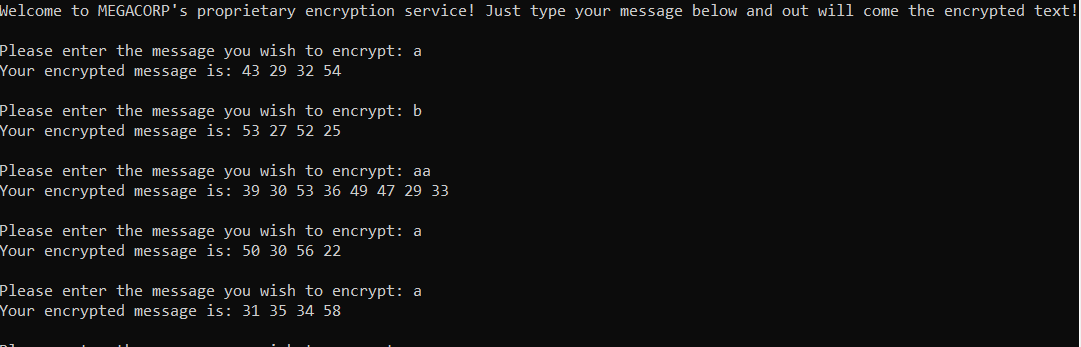 Welcome to MEGACORP's proprietary encryption service! Just type your message below and out will come the encrypted text!
Please enter the message you wish to encrypt: a
Your encrypted message is: 43 29 32 54
Please enter the message you wish to encrypt: b
Your encrypted message is: 53 27 52 25
Please enter the message you wish to encrypt: aa
Your encrypted message is: 39 30 53 36 49 47 29 33
Please enter the message you wish to encrypt: a
Your encrypted message is: 50 30 56 22
Please enter the message you wish to encrypt: a
Your encrypted message is: 31 35 34 58